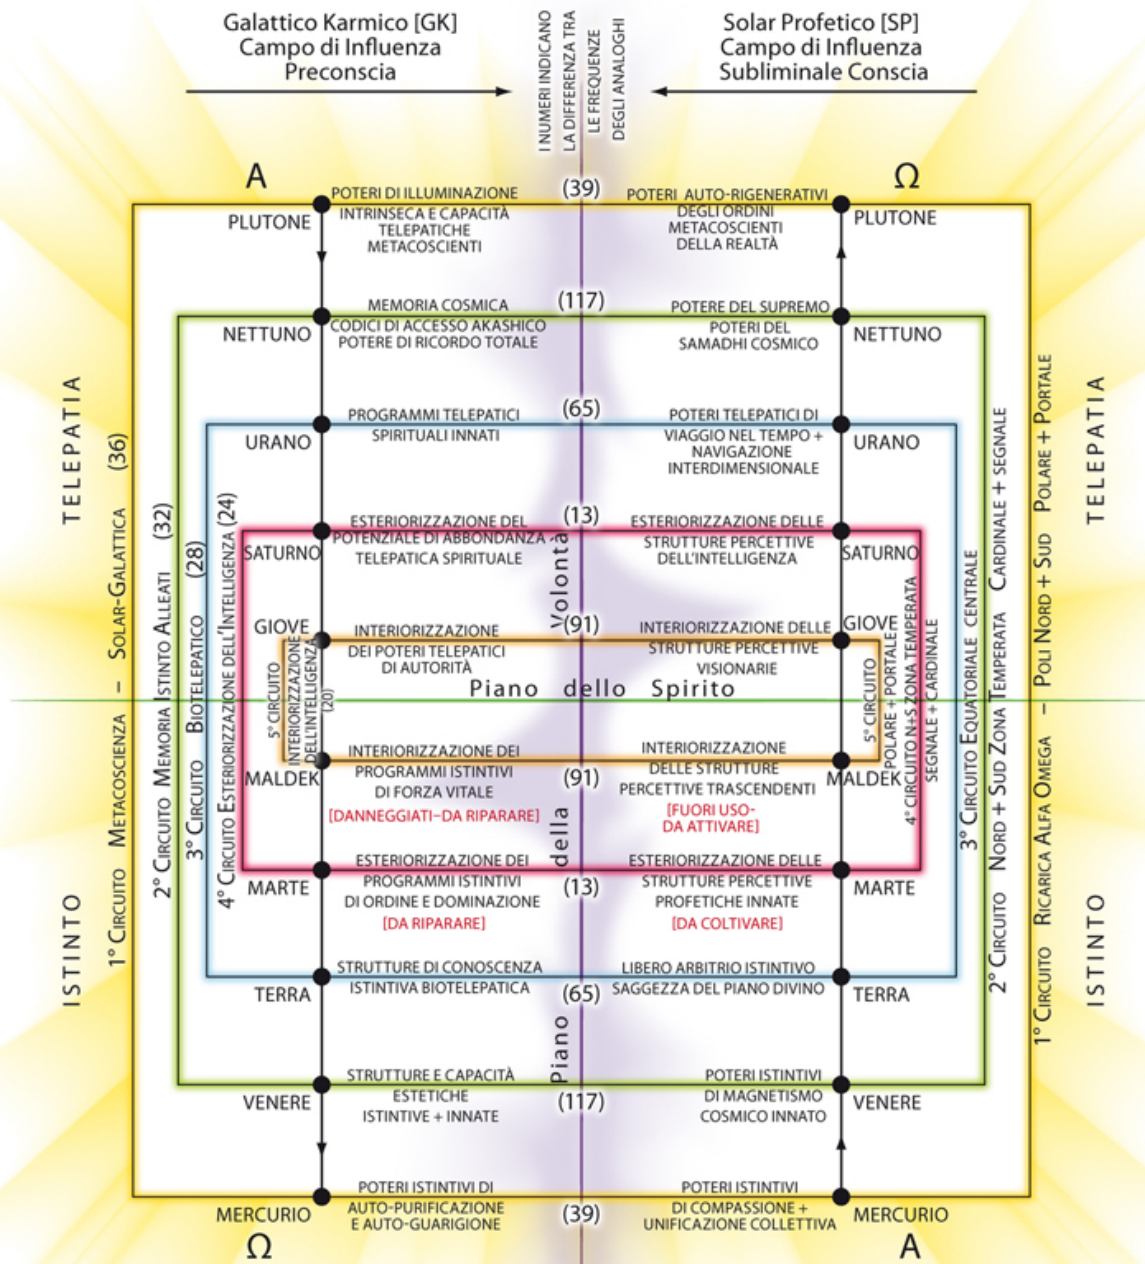 Galattico Karmico [GK]
Campo di Influenza
Preconscia
I NUMERI INDICANO
LA DIFFERENZA TRA
LE FREQUENZE
DEGLI ANALOGHI
Solar Profetico [SP]
Campo di Influenza
Subliminale Conscia
A
Ω
PLUTONE
POTERI DI ILLUMINAZIONE
INTRINSECA E CAPACITÀ
TELEPATICHE
METACOSCIENTI
(39)
POTERI AUTO-RIGENERATIVI
DEGLI ORDINI
METACOSCIENTI
DELLA REALTÀ
PLUTONE
NETTUNO
MEMORIA COSMICA
CODICI DI ACCESSO AKASHICO
POTERE DI RICORDO TOTALE
(117)
POTERE DEL SUPREMO
POTERI DEL
SAMADHI COSMICO
NETTUNO
URANO
PROGRAMMI TELEPATICI
SPIRITUALI INNATI
(65)
POTERI TELEPATICI DI
VIAGGIO NEL TEMPO +
NAVIGAZIONE
INTERDIMENSIONALE
URANO
SATURNO
ESTERIORIZZAZIONE DEL
POTENZIALE DI ABBONDANZA
TELEPATICA SPIRITUALE
(13)
ESTERIORIZZAZIONE DELLE
STRUTTURE PERCETTIVE
DELL'INTELLIGENZA
SATURNO
GIOVE
INTERIORIZZAZIONE
DEI POTERI TELEPATICI
DI AUTORITÀ
(91)
INTERIORIZZAZIONE DELLE
STRUTTURE PERCETTIVE
VISIONARIE
GIOVE
Piano dello Spirito
Piano della Volontà
MALDEK
INTERIORIZZAZIONE DEI
PROGRAMMI ISTINTIVI
DI FORZA VITALE
[DANNEGGIATI–DA RIPARARE]
(91)
INTERIORIZZAZIONE
DELLE STRUTTURE
PERCETTIVE TRASCENDENTI
[FUORI USO-
DA ATTIVARE]
MALDEK
MARTE
ESTERIORIZZAZIONE DEI
PROGRAMMI ISTINTIVI
DI ORDINE E DOMINAZIONE
[DA RIPARARE]
(13)
ESTERIORIZZAZIONE DELLE
STRUTTURE PERCETTIVE
PROFETICHE INNATE
[DA COLTIVARE]
MARTE
TERRA
STRUTTURE DI CONOSCENZA
ISTINTIVA BIOTELEPATICA
(65)
LIBERO ARBITRIO ISTINTIVO
SAGGEZZA DEL PIANO DIVINO
TERRA
VENERE
STRUTTURE E CAPACITÀ
ESTETICHE
ISTINTIVE + INNATE
(117)
POTERI ISTINTIVI
DI MAGNETISMO
COSMICO INNATO
VENERE
MERCURIO
POTERI ISTINTIVI DI
AUTO-PURIFICAZIONE
E AUTO-GUARIGIONE
(39)
POTERI ISTINTIVI
DI COMPASSIONE +
UNIFICAZIONE COLLETTIVA
MERCURIO
Ω
A
TELEPATIA
ISTINTO
1° CIRCUITO METACOSCIENZA – SOLAR-GALATTICA (36)
2° CIRCUITO MEMORIA ISTINTO ALLEATI (32)
3° CIRCUITO BIOTELEPATICO (28)
4° CIRCUITO ESTERIORIZZAZIONE DELL'INTELLIGENZA (24)
5° CIRCUITO
INTERIORIZZAZIONE
DELL'INTELLIGENZA
(20)
5° CIRCUITO
POLARE + PORTALE
4° CIRCUITO N+S ZONA TEMPERATA
SEGNALE + CARDINALE
3° CIRCUITO EQUATORIALE CENTRALE
2° CIRCUITO NORD + SUD ZONA TEMPERATA CARDINALE + SEGNALE
1° CIRCUITO RICARICA ALFA OMEGA – POLI NORD + SUD POLARE + PORTALE
TELEPATIA
ISTINTO